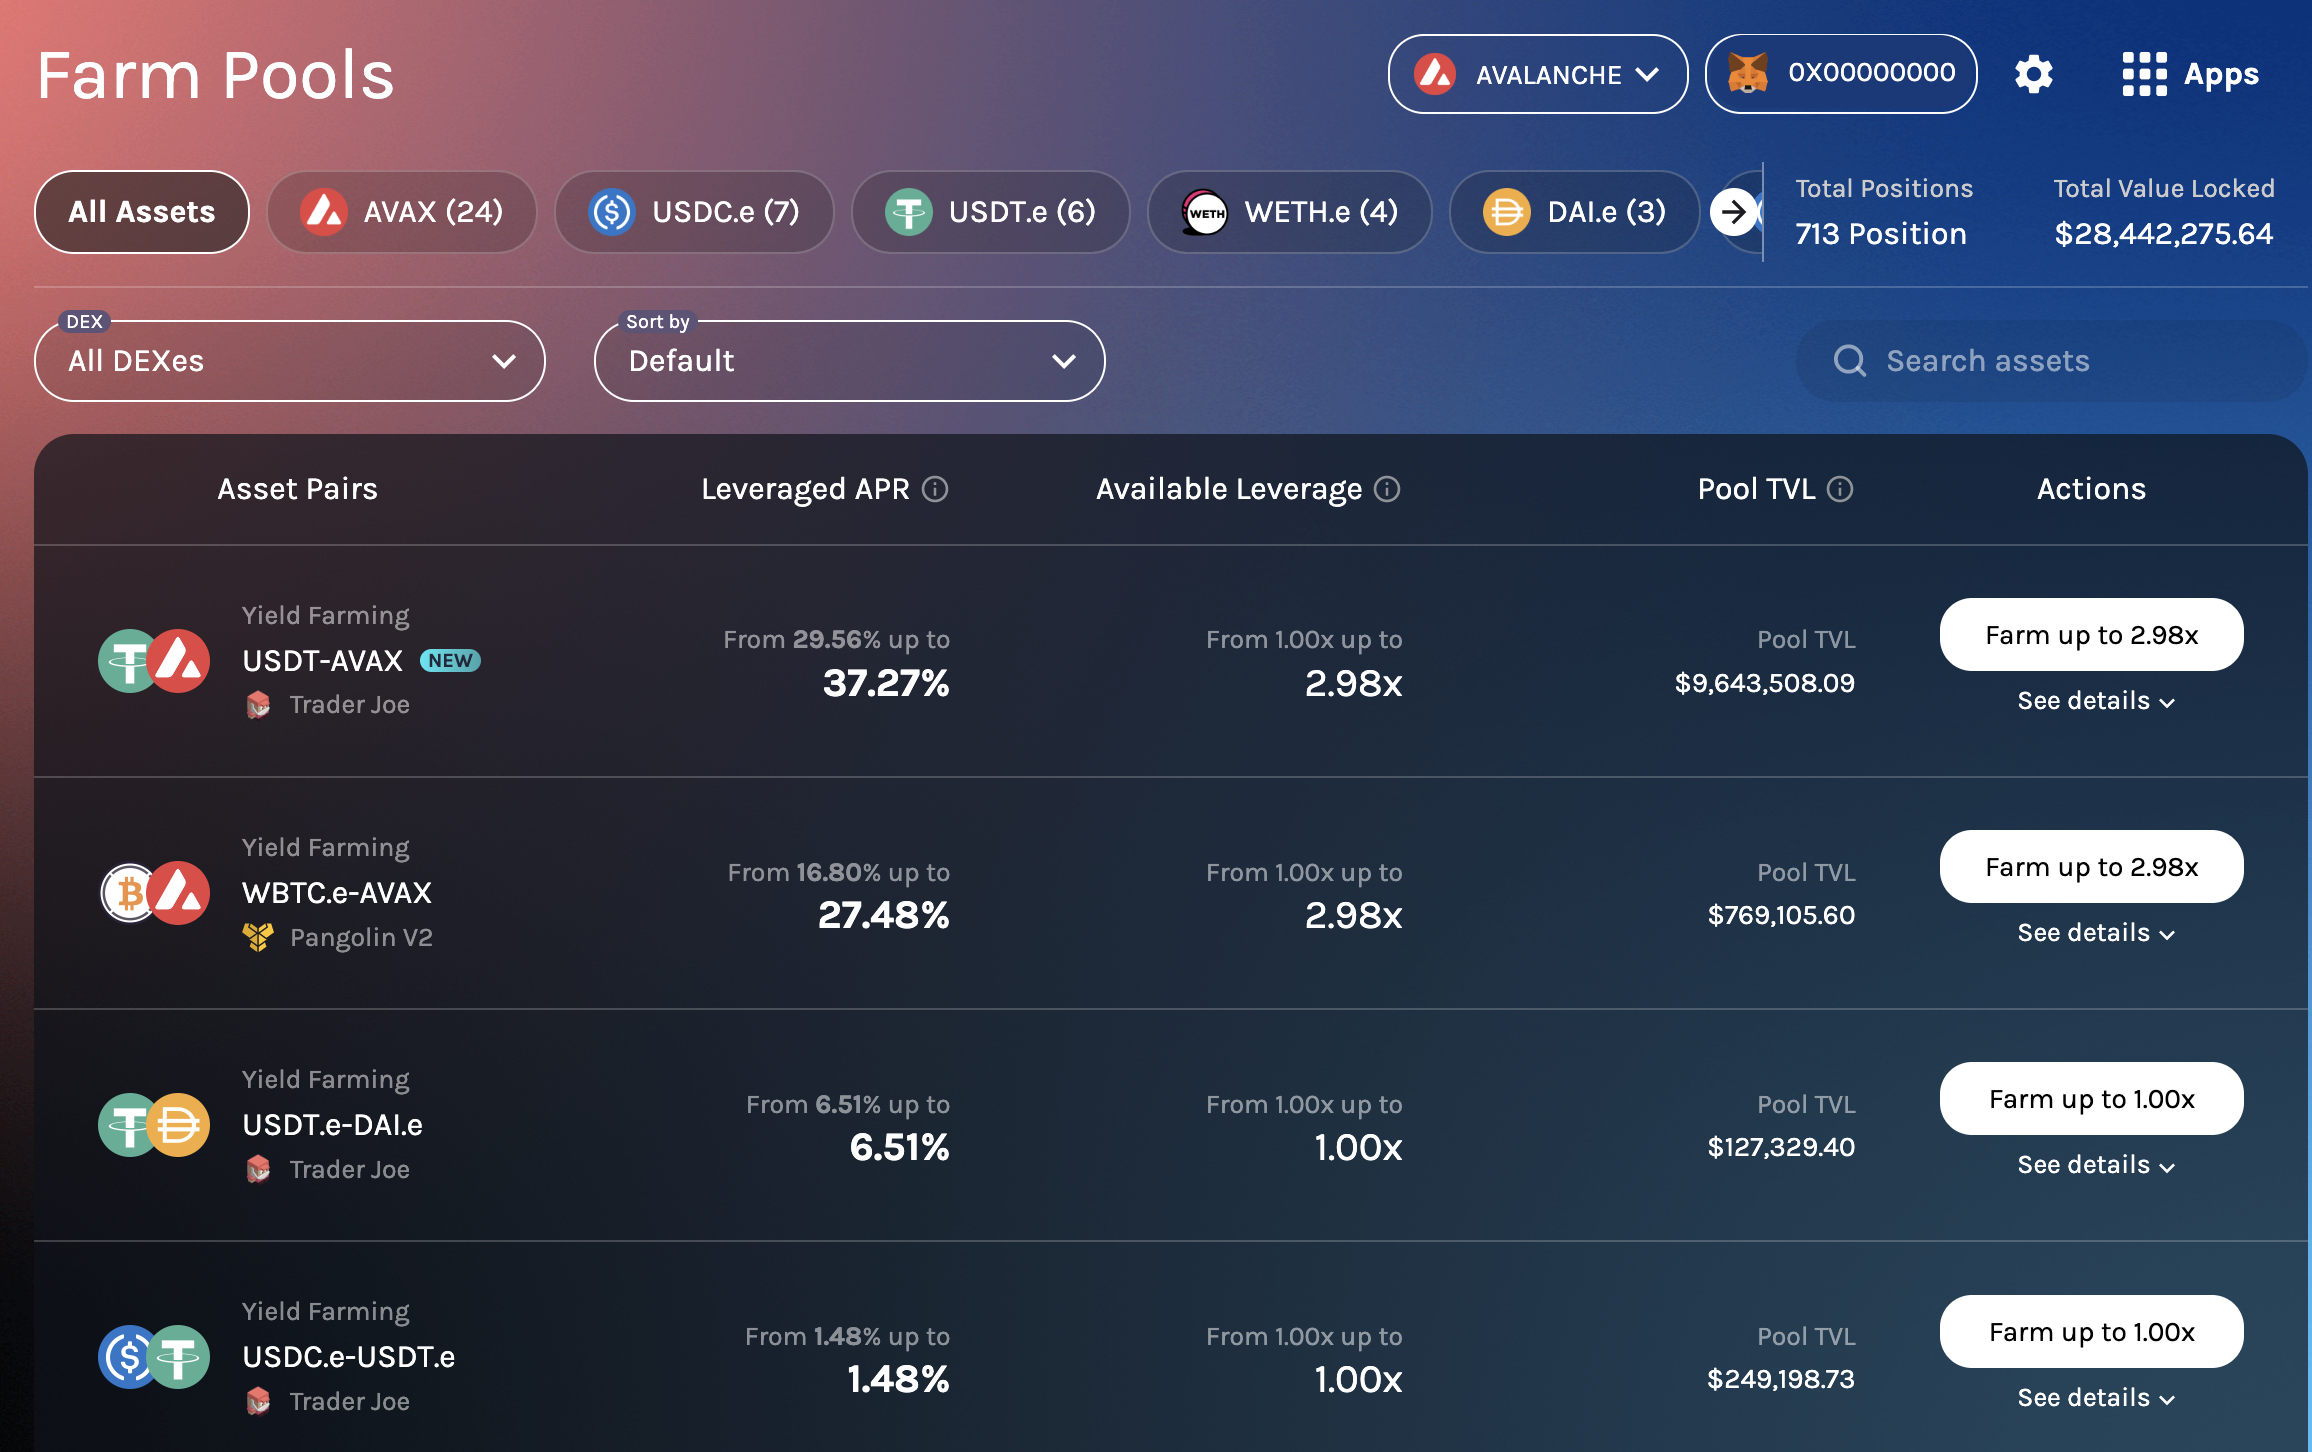 Farm Pools
AVALANCHE
0X00000000
Apps
All Assets
AVAX (24)
USDC.e (7)
USDT.e (6)
WETH
WETH.e (4)
DAI.e (3)
Total Positions
713 Position
Total Value Locked
$28,442,275.64
DEX
All DEXes
Sort by
Default
Search assets
Asset Pairs
Leveraged APR
Available Leverage
Pool TVL
Actions
Yield Farming
USDT-AVAX NEW
Trader Joe
From 29.56% up to
37.27%
From 1.00x up to
2.98x
Pool TVL
$9,643,508.09
Farm up to 2.98x
See details
Yield Farming
WBTC.e-AVAX
Pangolin V2
From 16.80% up to
27.48%
From 1.00x up to
2.98x
Pool TVL
$769,105.60
Farm up to 2.98x
See details
Yield Farming
USDT.e-DAI.e
Trader Joe
From 6.51% up to
6.51%
From 1.00x up to
1.00x
Pool TVL
$127,329.40
Farm up to 1.00x
See details
Yield Farming
USDC.e-USDT.e
Trader Joe
From 1.48% up to
1.48%
From 1.00x up to
1.00x
Pool TVL
$249,198.73
Farm up to 1.00x
See details